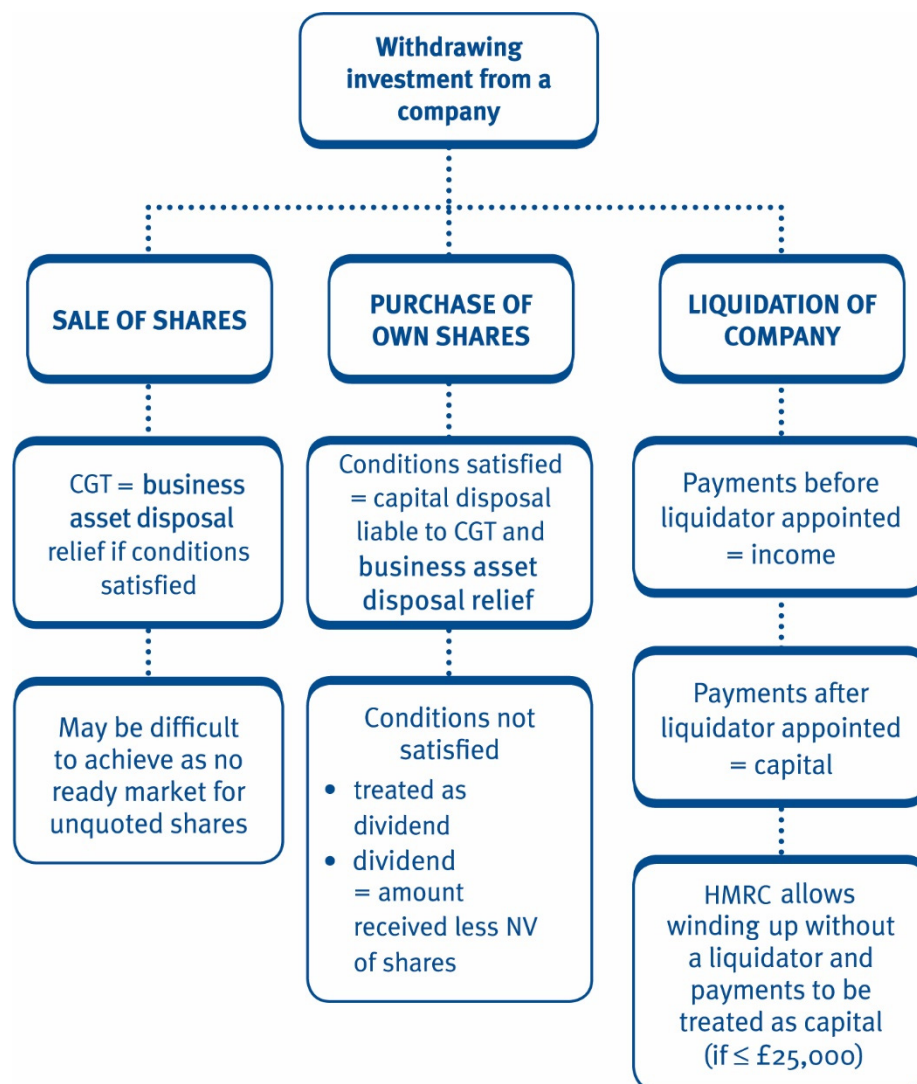 Withdrawing
investment from a
company
SALE OF SHARES
PURCHASE OF
OWN SHARES
LIQUIDATION OF
COMPANY
CGT = business
asset disposal
relief if conditions
satisfied
Conditions satisfied
= capital disposal
liable to CGT and
business asset
disposal relief
Payments before
liquidator appointed
= income
May be difficult
to achieve as no
ready market for
unquoted shares
Conditions not
satisfied
• treated as
dividend
• dividend
= amount
received less NV
of shares
Payments after
liquidator appointed
= capital
HMRC allows
winding up without
a liquidator and
payments to be
treated as capital
(if ≤ £25,000)